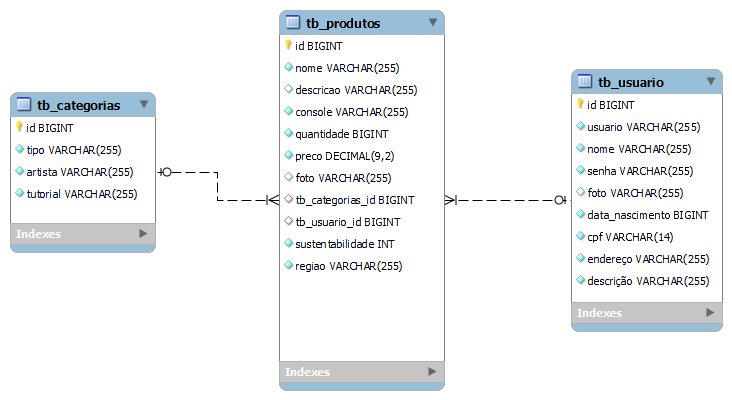 tb_categorias
id BIGINT
tipo VARCHAR(255)
artista VARCHAR(255)
tutorial VARCHAR(255)
Indexes
tb_produtos
id BIGINT
nome VARCHAR(255)
descricao VARCHAR(255)
console VARCHAR(255)
quantidade BIGINT
preco DECIMAL(9,2)
foto VARCHAR(255)
tb_categorias_id BIGINT
tb_usuario_id BIGINT
sustentabilidade INT
regiao VARCHAR(255)
Indexes
tb_usuario
id BIGINT
usuario VARCHAR(255)
nome VARCHAR(255)
senha VARCHAR(255)
foto VARCHAR(255)
data_nascimento BIGINT
cpf VARCHAR(14)
endereço VARCHAR(255)
descrição VARCHAR(255)
Indexes